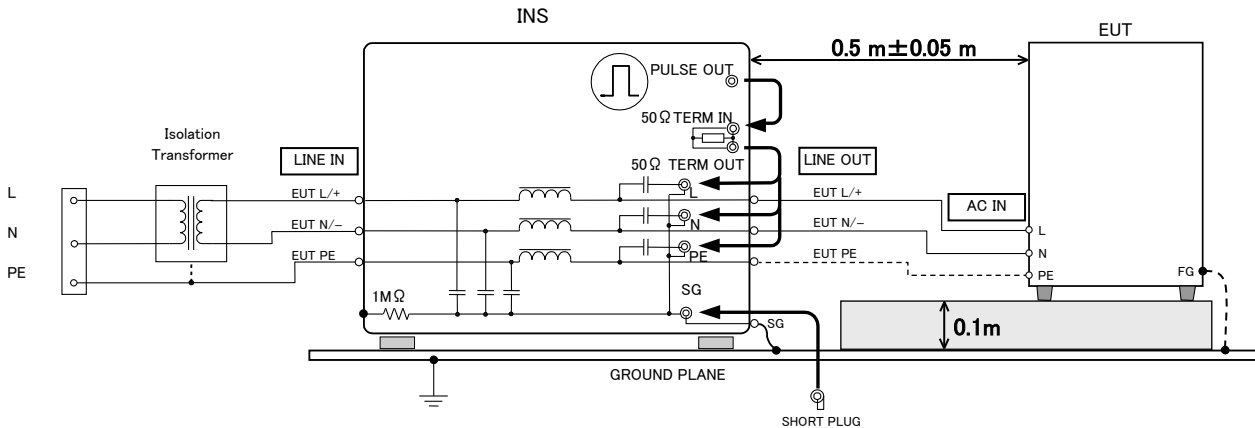 INS
EUT
0.5 m±0.05 m
PULSE OUT
50Ω TERM IN
Isolation
Transformer
LINE IN
50Ω TERM OUT
LINE OUT
L
EUT L/+
L
EUT L/+
AC IN
N
EUT N/-
N
EUT N/-
L
N
PE
EUT PE
PE
EUT PE
PE
FG
1MΩ
SG
SG
0.1m
GROUND PLANE
SHORT PLUG